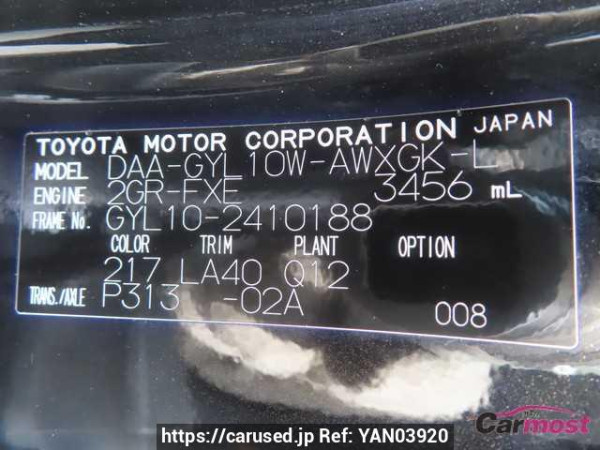 TOYOTA MOTOR CORPORATION JAPAN
MODEL DAA-GYL10W-AWXGK-L
ENGINE 2GR-FXE 3456 mL
FRAME No. GYL10-2410188
COLOR TRIM PLANT OPTION
217 LA40 Q12
TRANS./AXLE P313 -02A
008
Carmost
https://carused.jp Ref: YAN03920